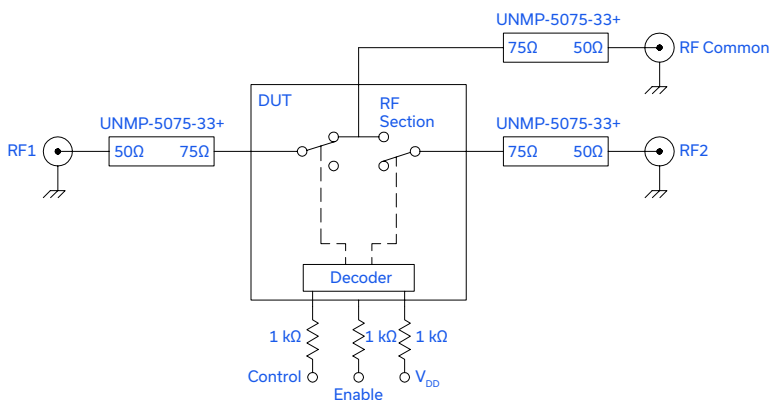 UNMP-5075-33+
75Ω 50Ω
RF Common
DUT
RF
Section
UNMP-5075-33+
RF1
50Ω 75Ω
UNMP-5075-33+
75Ω 50Ω
RF2
Decoder
1 kΩ
1 kΩ
1 kΩ
Control
Enable
VDD